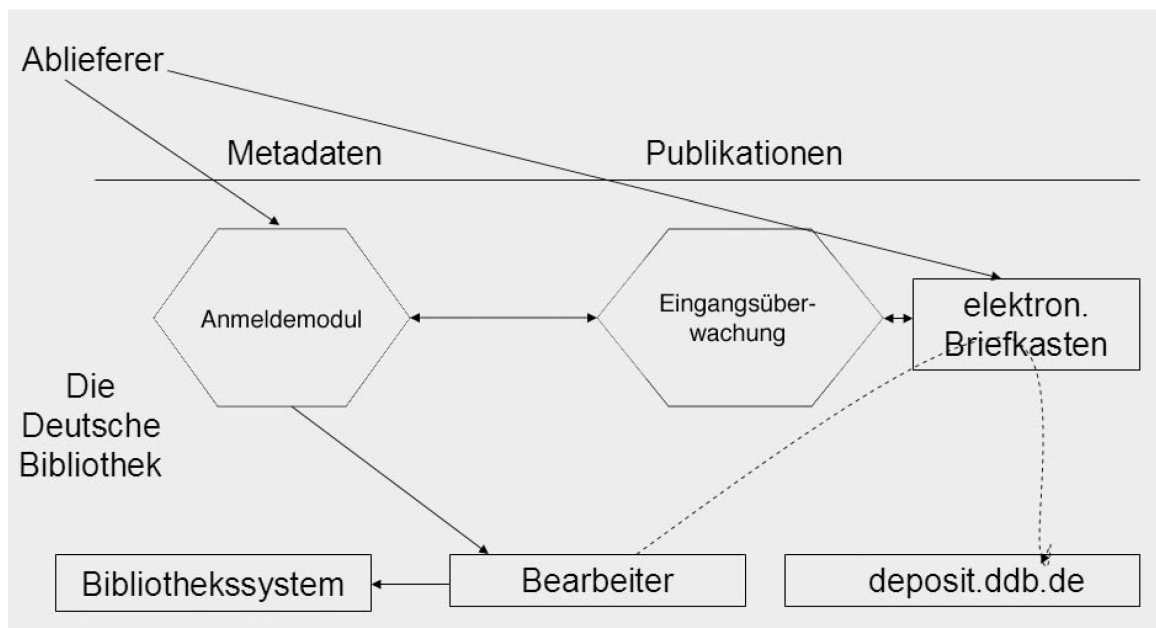 Ablieferer
Metadaten
Publikationen
Anmeldemodul
Eingangsüber-
wachung
elektron.
Briefkasten
Die
Deutsche
Bibliothek
Bibliothekssystem
Bearbeiter
deposit.ddb.de